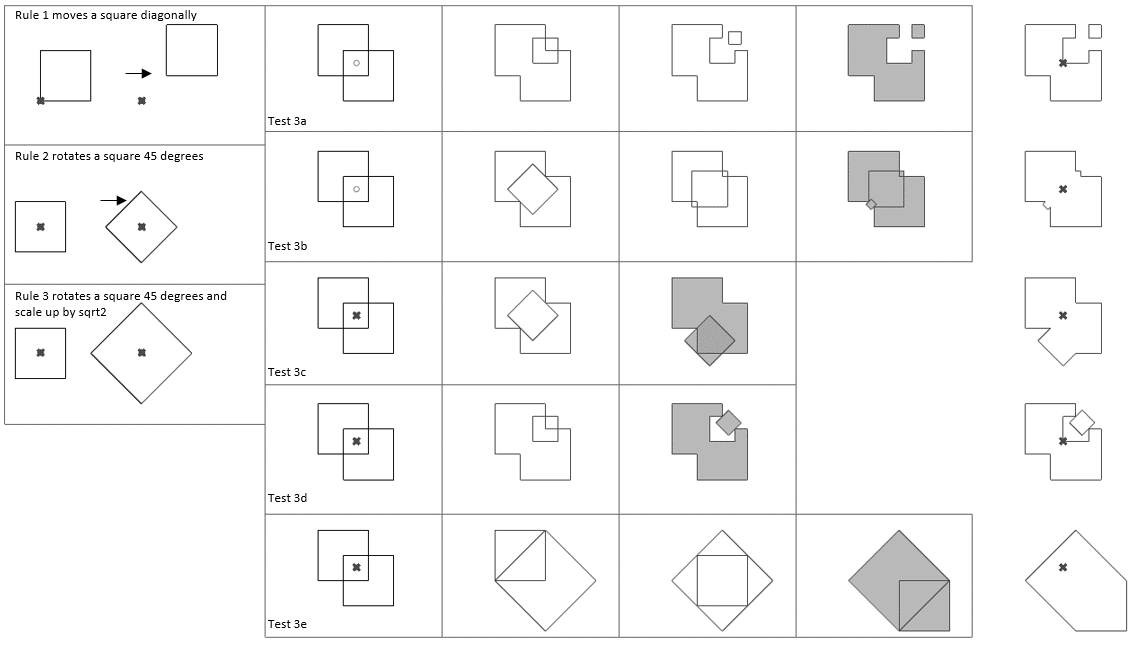 Rule 1 moves a square diagonally
Rule 2 rotates a square 45 degrees
Rule 3 rotates a square 45 degrees and
scale up by sqrt2
Test 3a
Test 3b
Test 3c
Test 3d
Test 3e